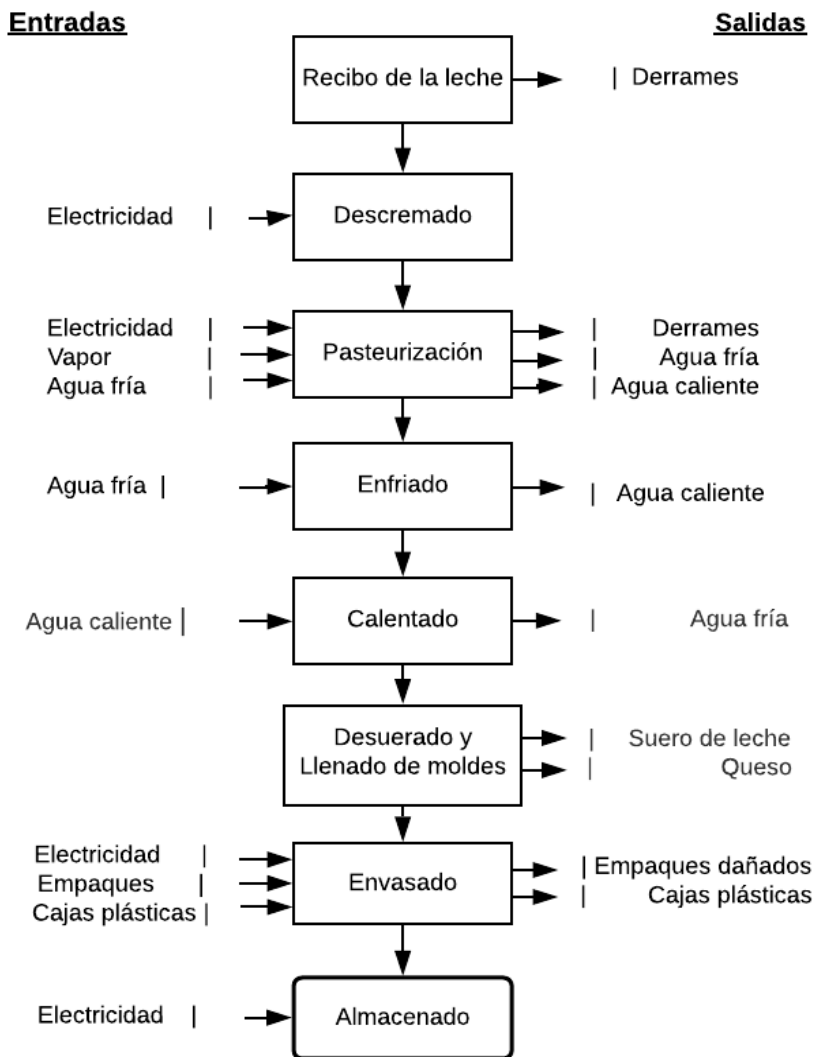 Entradas
Salidas
Recibo de la leche
| Derrames
Electricidad |
Descremado
Electricidad |
Vapor |
Agua fría |
Pasteurización
| Derrames
| Agua fría
| Agua caliente
Agua fría |
Enfriado
| Agua caliente
Agua caliente |
Calentado
| Agua fría
Desuerado y
Llenado de moldes
| Suero de leche
| Queso
Electricidad |
Empaques |
Cajas plásticas |
Envasado
| Empaques dañados
| Cajas plásticas
Electricidad |
Almacenado